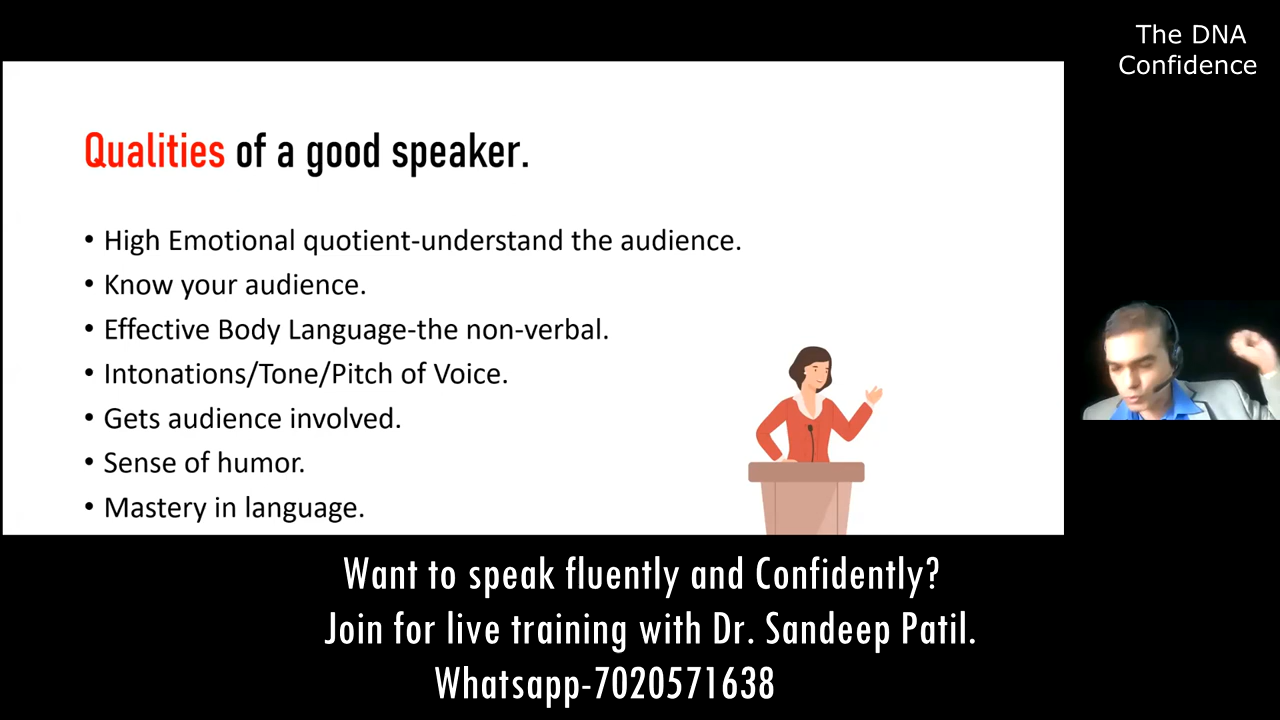 The DNA
Confidence
Qualities of a good speaker.
• High Emotional quotient-understand the audience.
• Know your audience.
• Effective Body Language-the non-verbal.
• Intonations/Tone/Pitch of Voice.
• Gets audience involved.
• Sense of humor.
• Mastery in language.
Want to speak fluently and Confidently?
Join for live training with Dr. Sandeep Patil.
Whatsapp-7020571638